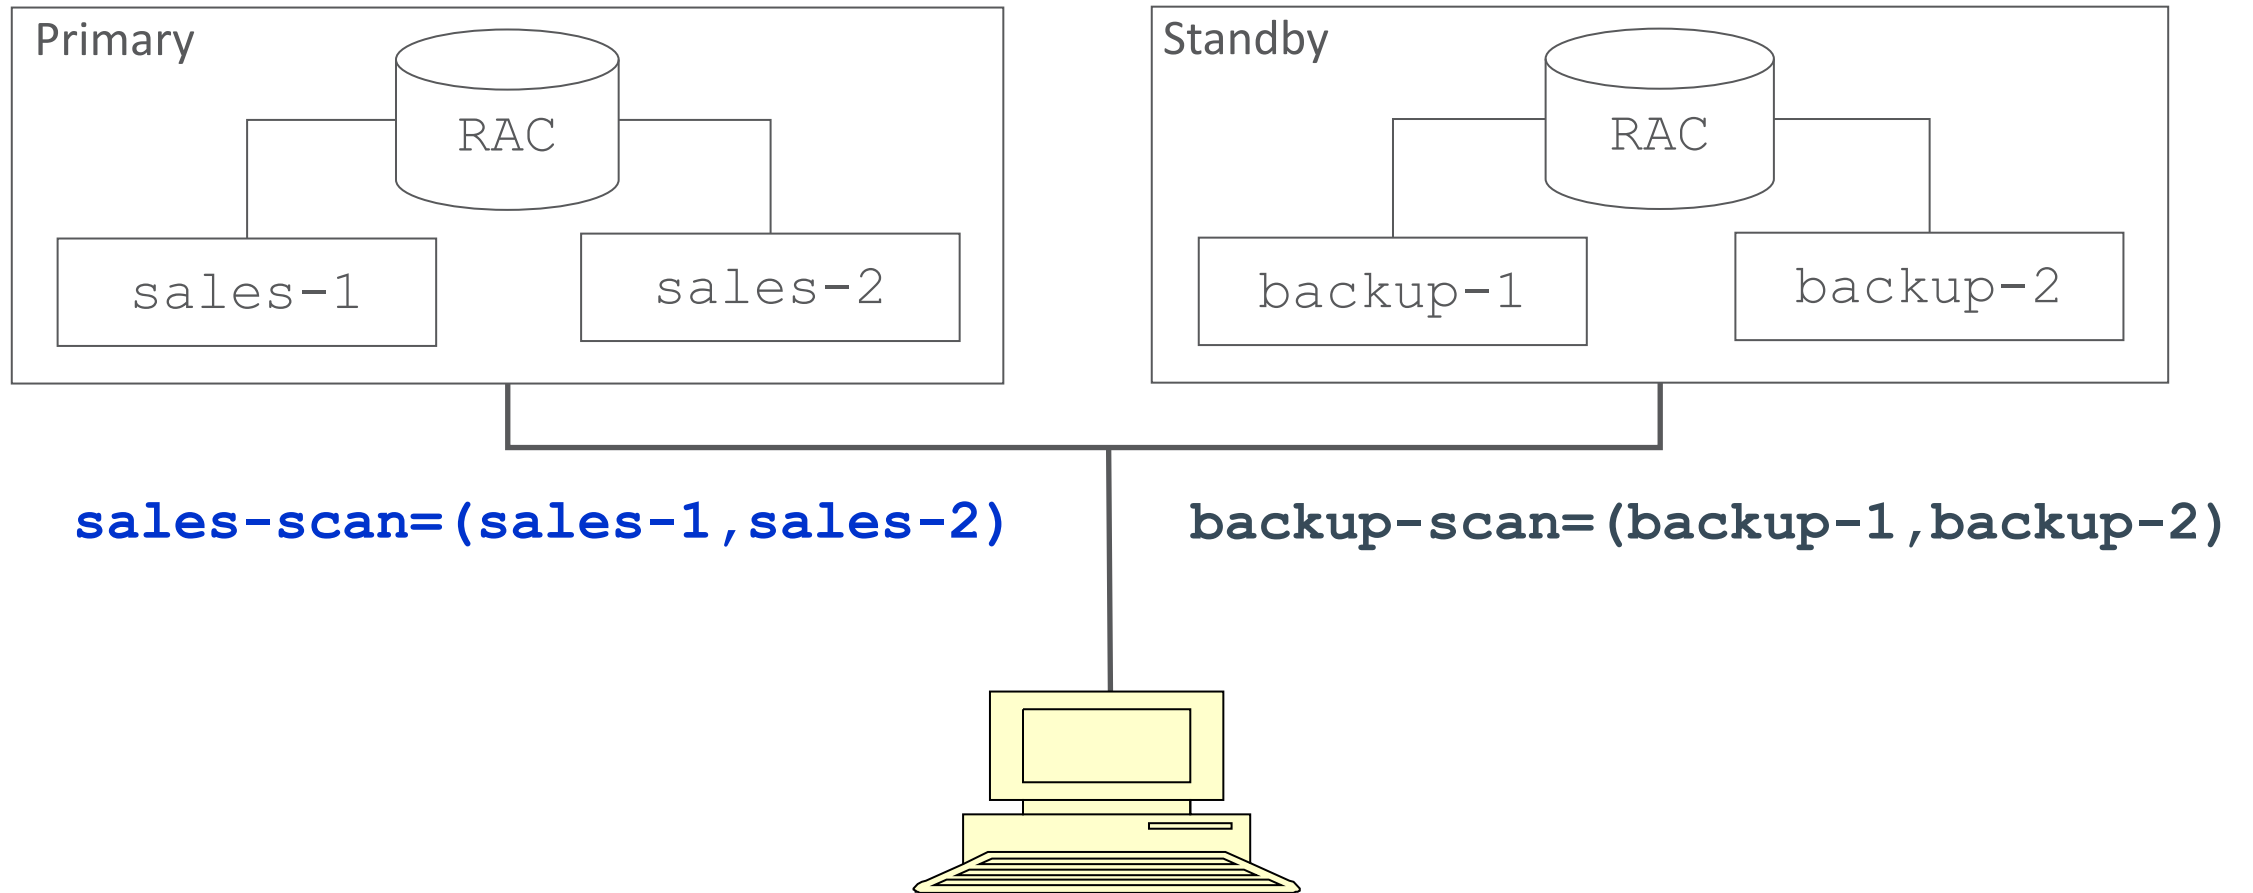 Primary
RAC
sales-1
sales-2
Standby
RAC
backup-1
backup-2
sales-scan=(sales-1,sales-2)
backup-scan=(backup-1,backup-2)